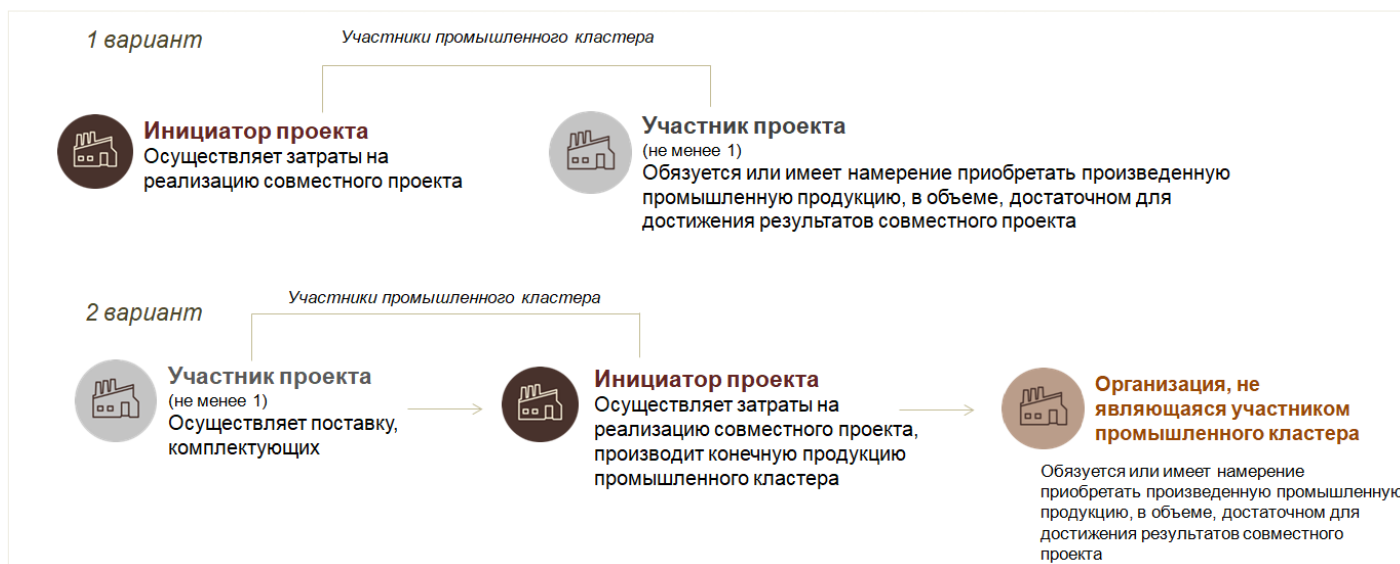 1 вариант
Участники промышленного кластера
Инициатор проекта
Осуществляет затраты на
реализацию совместного проекта
Участник проекта
(не менее 1)
Обязуется или имеет намерение приобретать произведенную
промышленную продукцию, в объеме, достаточном для
достижения результатов совместного проекта
2 вариант
Участники промышленного кластера
Участник проекта
(не менее 1)
Осуществляет поставку,
комплектующих
Инициатор проекта
Осуществляет затраты на
реализацию совместного проекта,
производит конечную продукцию
промышленного кластера
Организация, не
являющаяся участником
промышленного кластера
Обязуется или имеет намерение
приобретать произведенную промышленную
продукцию, в объеме, достаточном для
достижения результатов совместного
проекта